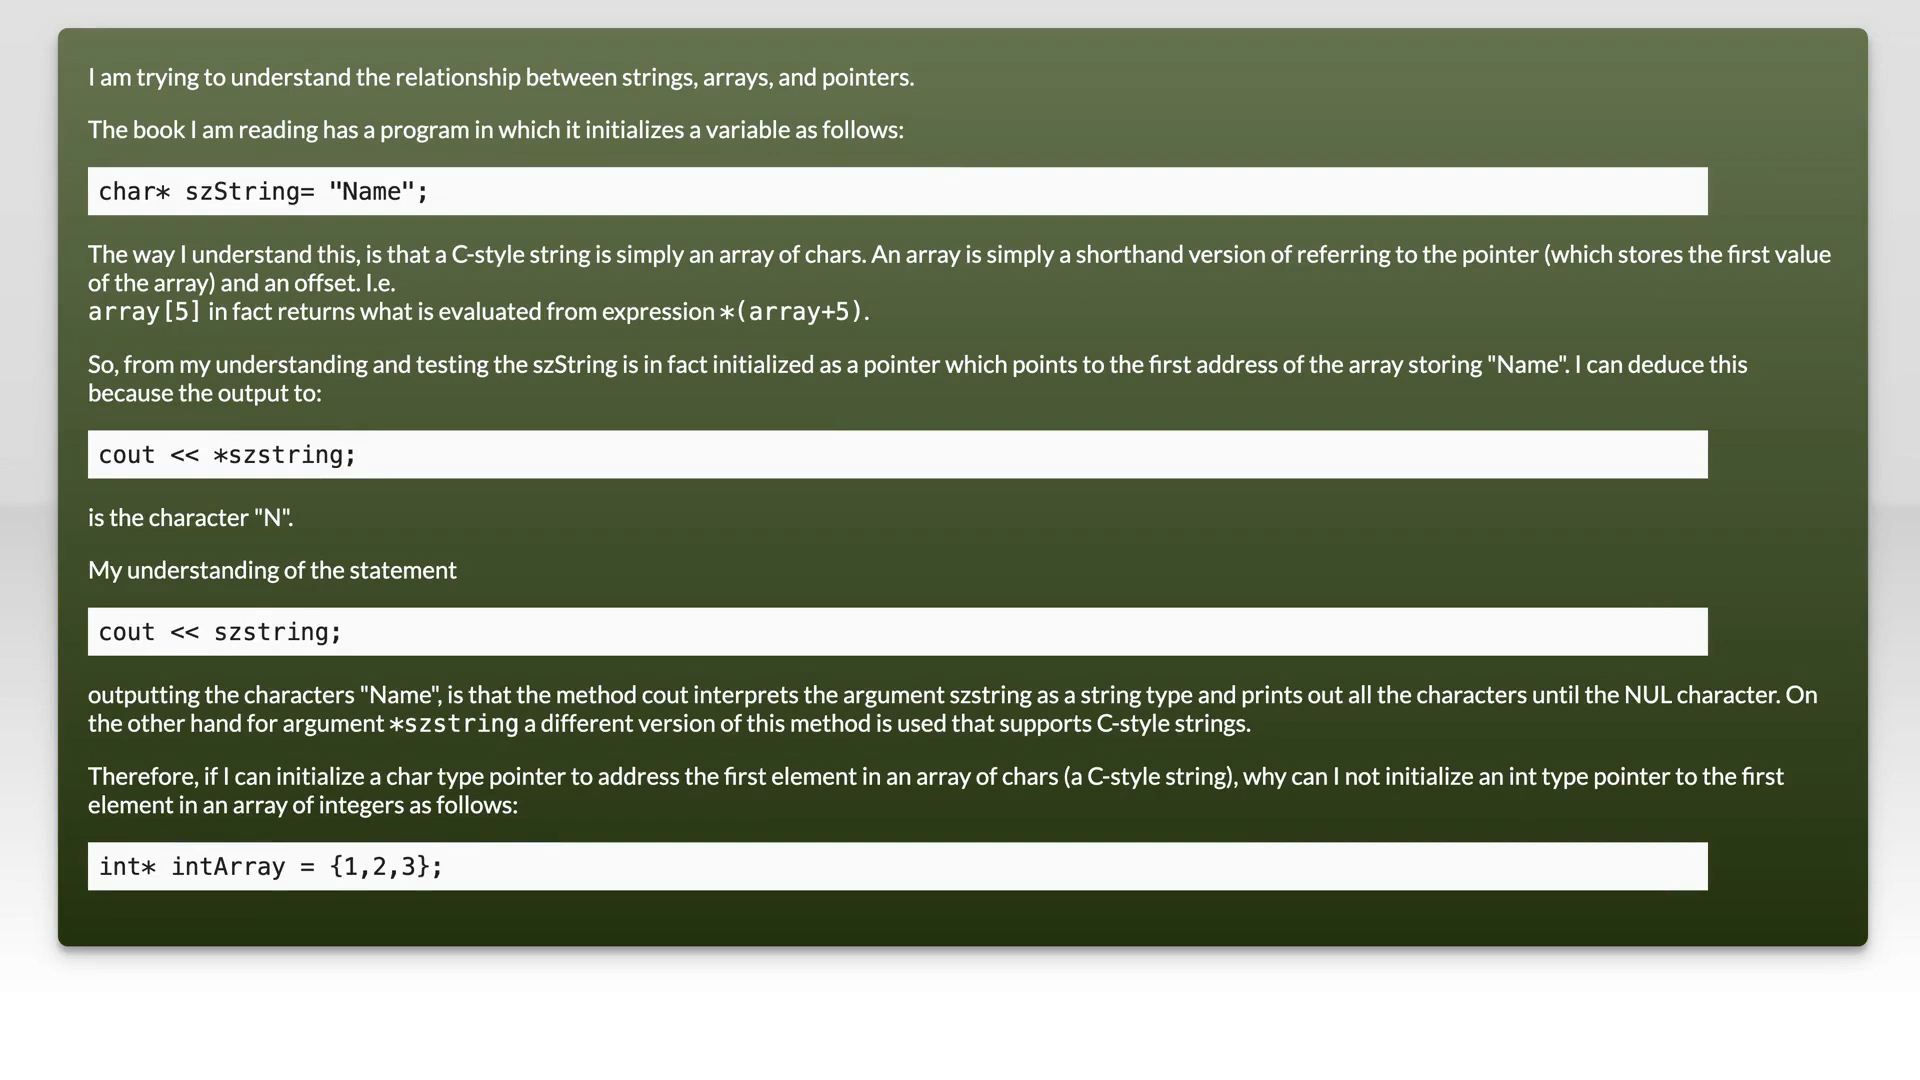 I am trying to understand the relationship between strings, arrays, and pointers.
The book I am reading has a program in which it initializes a variable as follows:
char* szString= "Name";
The way I understand this, is that a C-style string is simply an array of chars. An array is simply a shorthand version of referring to the pointer (which stores the first value
of the array) and an offset. I.e.
array[5] in fact returns what is evaluated from expression *(array+5).
So, from my understanding and testing the szString is in fact initialized as a pointer which points to the first address of the array storing "Name". I can deduce this
because the output to:
cout << *szstring;
is the character "N".
My understanding of the statement
cout << szstring;
outputting the characters "Name", is that the method cout interprets the argument szstring as a string type and prints out all the characters until the NUL character. On
the other hand for argument *szstring a different version of this method is used that supports C-style strings.
Therefore, if I can initialize a char type pointer to address the first element in an array of chars (a C-style string), why can I not initialize an int type pointer to the first
element in an array of integers as follows:
int* intArray = {1,2,3};